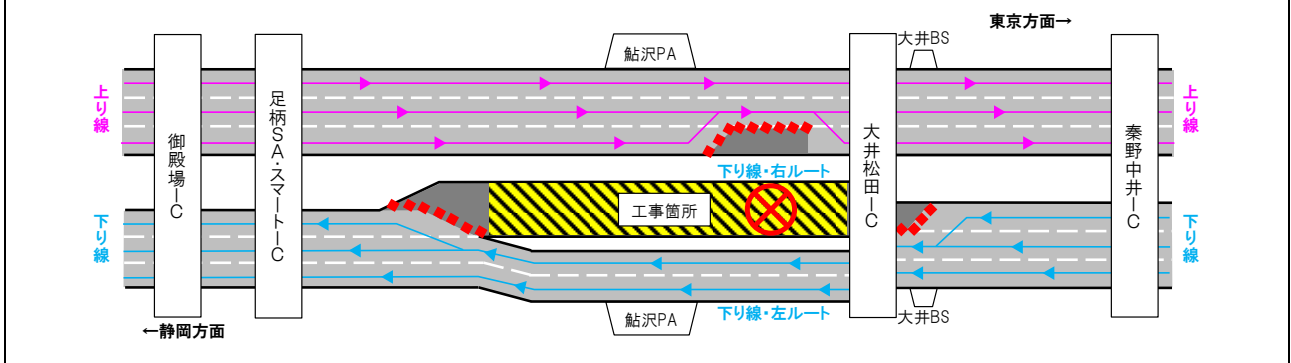 東京方面→
鮎沢PA
大井BS
上り線
上り線
御殿場IC
足柄SA・スマートIC
大井松田IC
秦野中井IC
下り線・右ルート
工事箇所
下り線
下り線
下り線・左ルート
鮎沢PA
大井BS
←静岡方面